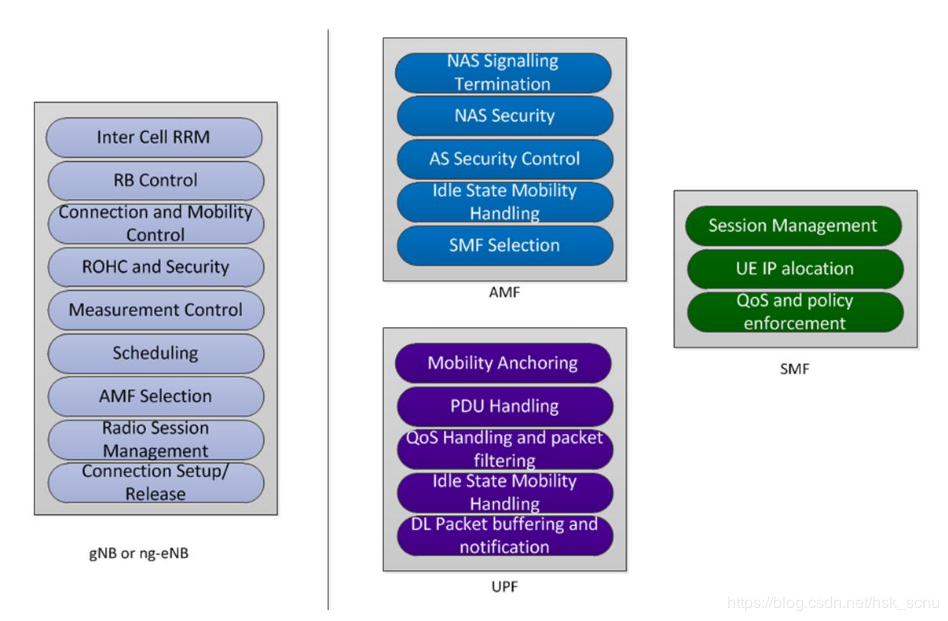 Inter Cell RRM
RB Control
Connection and Mobility
Control
ROHC and Security
Measurement Control
Scheduling
AMF Selection
Radio Session
Management
Connection Setup/
Release
gNB or ng-eNB
NAS Signalling
Termination
NAS Security
AS Security Control
Idle State Mobility
Handling
SMF Selection
AMF
Mobility Anchoring
PDU Handling
QoS Handling and packet
filtering
Idle State Mobility
Handling
DL Packet buffering and
notification
UPF
Session Management
UE IP alocation
QoS and policy
enforcement
SMF
https://blog.csdn.net/hsk_scnu